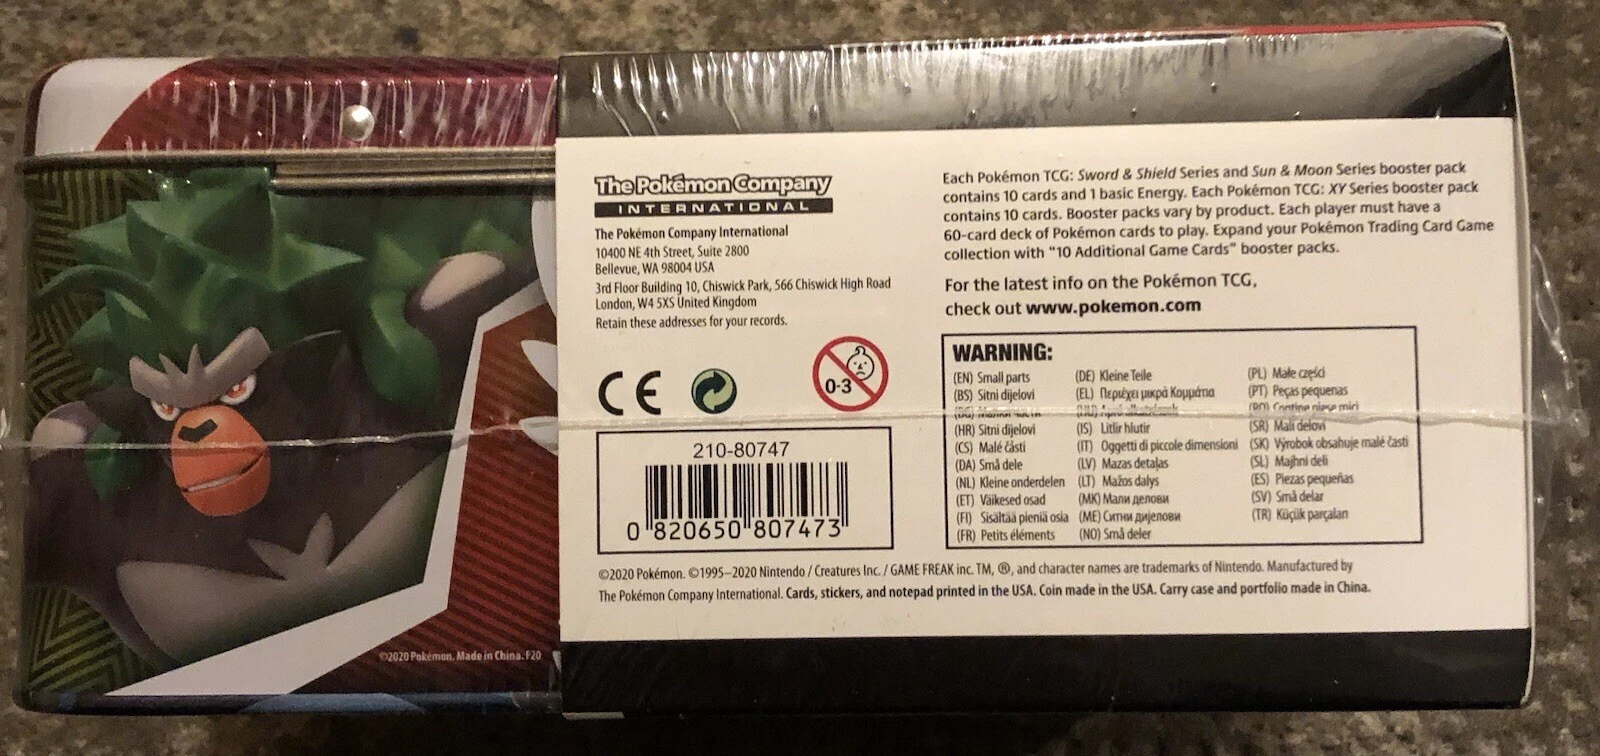 The Pokémon Company
INTERNATIONAL
The Pokémon Company International
10400 NE 4th Street, Suite 2800
Bellevue, WA 98004 USA
3rd Floor Building 10, Chiswick Park, 566 Chiswick High Road
London, W4 5XS United Kingdom
Retain these addresses for your records.
CE
0-3
210-80747
0 820650 807473
Each Pokémon TCG: Sword & Shield Series and Sun & Moon Series booster pack
contains 10 cards and 1 basic Energy. Each Pokémon TCG: XY Series booster pack
contains 10 cards. Booster packs vary by product. Each player must have a
60-card deck of Pokémon cards to play. Expand your Pokémon Trading Card Game
collection with "10 Additional Game Cards" booster packs.
For the latest info on the Pokémon TCG,
check out www.pokemon.com
WARNING:
(EN) Small parts
(BS) Sitni dijelovi
(HR) Sitni dijelovi
(CS) Malé části
(DA) Små dele
(NL) Kleine onderdelen
(ET) Väikesed osad
(FI) Sisältää pieniä osia
(FR) Petits éléments
(DE) Kleine Teile
(EL) Περιέχει μικρά Κομμάτια
(IS) Litlir hlutir
(IT) Oggetti di piccole dimensioni
(LV) Mazas detaļas
(LT) Mažos dalys
(MK) Мали делови
(ME) Ситни дијелови
(NO) Små deler
(PL) Małe części
(PT) Peças pequenas
(RO) Conține piese mici
(SR) Mali delovi
(SK) Výrobok obsahuje malé časti
(SL) Majhni deli
(ES) Piezas pequeñas
(SV) Små delar
(TR) Küçük parçalan
©2020 Pokémon. ©1995–2020 Nintendo / Creatures Inc. / GAME FREAK inc. TM, ®, and character names are trademarks of Nintendo. Manufactured by
The Pokémon Company International. Cards, stickers, and notepad printed in the USA. Coin made in the USA. Carry case and portfolio made in China.
©2020 Pokémon. Made in China. F20